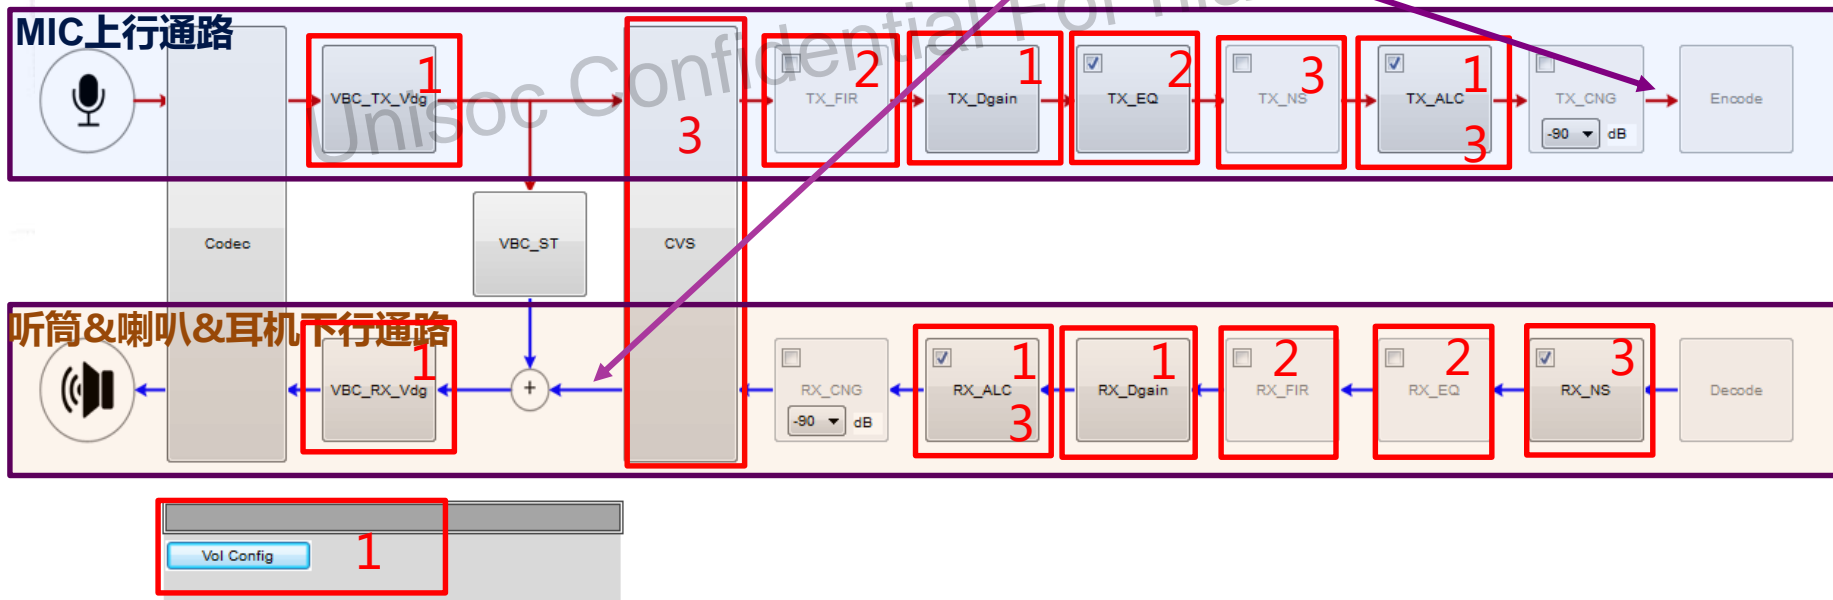 MIC上行通路
Unisoc Confidential For hia
VBC_TX_Vdg
1
3
TX_FIR
2
TX_Dgain
1
TX_EQ
2
TX_NS
3
TX_ALC
1
3
TX_CNG
-90 dB
Encode
Codec
VBC_ST
CVS
听筒&喇叭&耳机下行通路
VBC_RX_Vdg
1
+
RX_CNG
-90 dB
RX_ALC
1
3
RX_Dgain
1
RX_FIR
2
RX_EQ
2
RX_NS
3
Decode
Vol Config
1